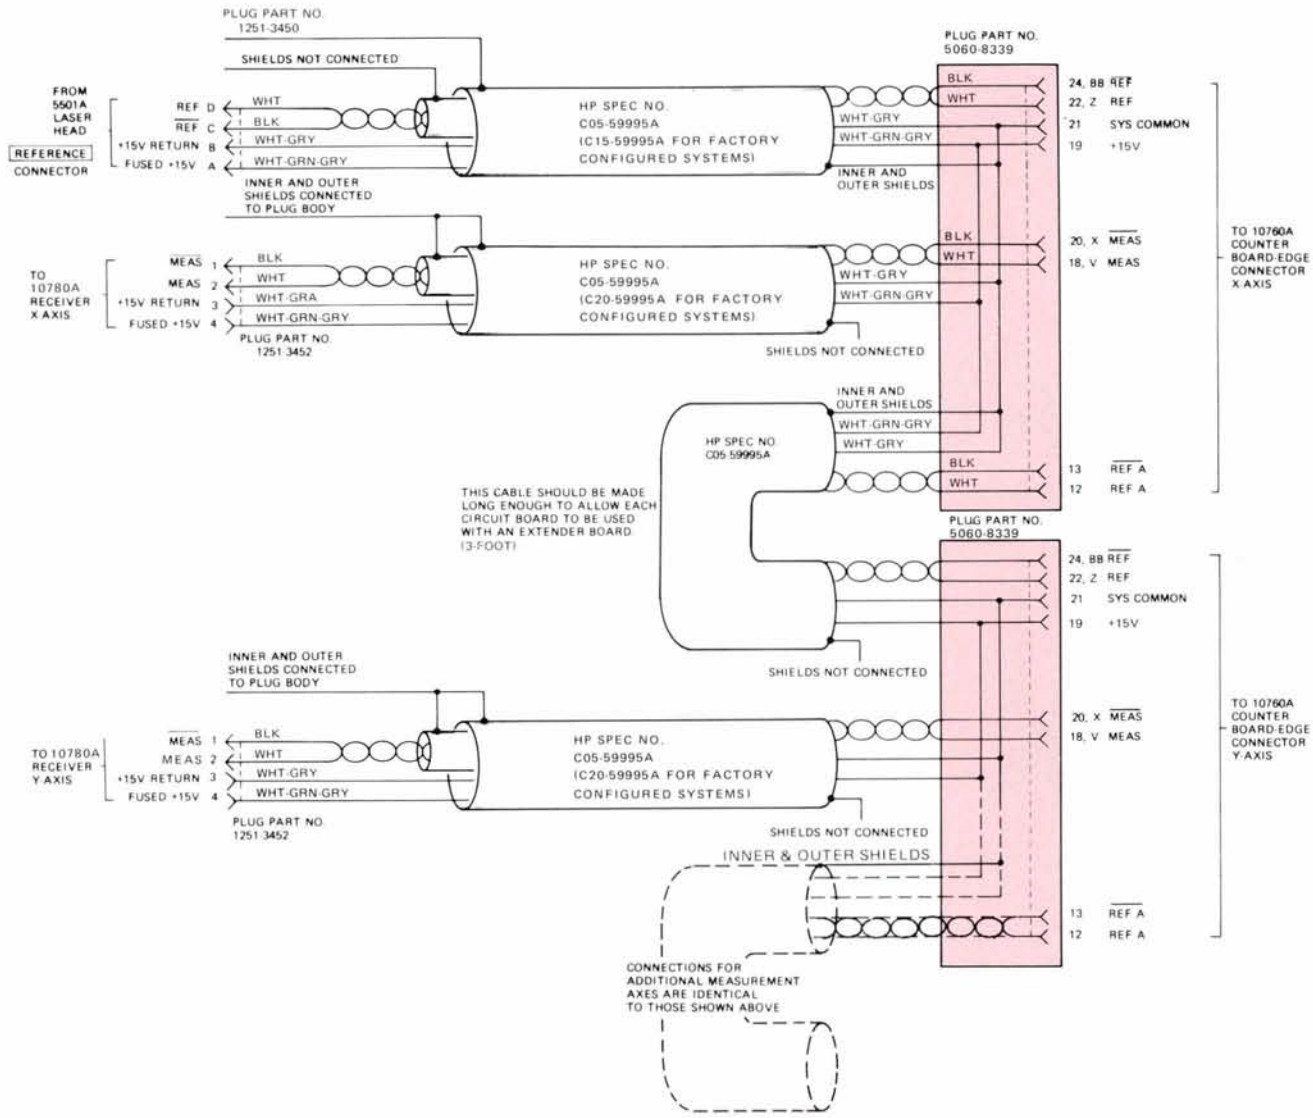 PLUG PART NO.
1251-3450
SHIELDS NOT CONNECTED
FROM
5501A
LASER
HEAD
REFERENCE
CONNECTOR
REF D
REF C
+15V RETURN B
FUSED +15V A
WHT
BLK
WHT-GRY
WHT-GRN-GRY
HP SPEC NO.
C05-59995A
(C15-59995A FOR FACTORY
CONFIGURED SYSTEMS)
WHT-GRY
WHT-GRN-GRY
INNER AND
OUTER SHIELDS
PLUG PART NO.
5060-8339
BLK
WHT
24, BB REF
22, Z REF
21 SYS COMMON
19 +15V
INNER AND OUTER
SHIELDS CONNECTED
TO PLUG BODY
TO
10780A
RECEIVER
X-AXIS
MEAS 1
MEAS 2
+15V RETURN 3
FUSED +15V 4
BLK
WHT
WHT-GRA
WHT-GRN-GRY
PLUG PART NO.
1251-3452
HP SPEC NO.
C05-59995A
(C20-59995A FOR FACTORY
CONFIGURED SYSTEMS)
WHT-GRY
WHT-GRN-GRY
SHIELDS NOT CONNECTED
BLK
WHT
20, X MEAS
18, V MEAS
TO 10760A
COUNTER
BOARD-EDGE
CONNECTOR
X-AXIS
INNER AND
OUTER SHIELDS
WHT-GRN-GRY
WHT-GRY
HP SPEC NO.
C05-59995A
BLK
WHT
13 REF A
12 REF A
THIS CABLE SHOULD BE MADE
LONG ENOUGH TO ALLOW EACH
CIRCUIT BOARD TO BE USED
WITH AN EXTENDER BOARD.
(3-FOOT)
PLUG PART NO.
5060-8339
24, BB REF
22, Z REF
21 SYS COMMON
19 +15V
SHIELDS NOT CONNECTED
INNER AND OUTER
SHIELDS CONNECTED
TO PLUG BODY
TO 10780A
RECEIVER
Y-AXIS
MEAS 1
MEAS 2
+15V RETURN 3
FUSED +15V 4
BLK
WHT
WHT-GRY
WHT-GRN-GRY
PLUG PART NO.
1251-3452
HP SPEC NO.
C05-59995A
(C20-59995A FOR FACTORY
CONFIGURED SYSTEMS)
SHIELDS NOT CONNECTED
20, X MEAS
18, V MEAS
TO 10760A
COUNTER
BOARD-EDGE
CONNECTOR
Y-AXIS
INNER & OUTER SHIELDS
13 REF A
12 REF A
CONNECTIONS FOR
ADDITIONAL MEASUREMENT
AXES ARE IDENTICAL
TO THOSE SHOWN ABOVE